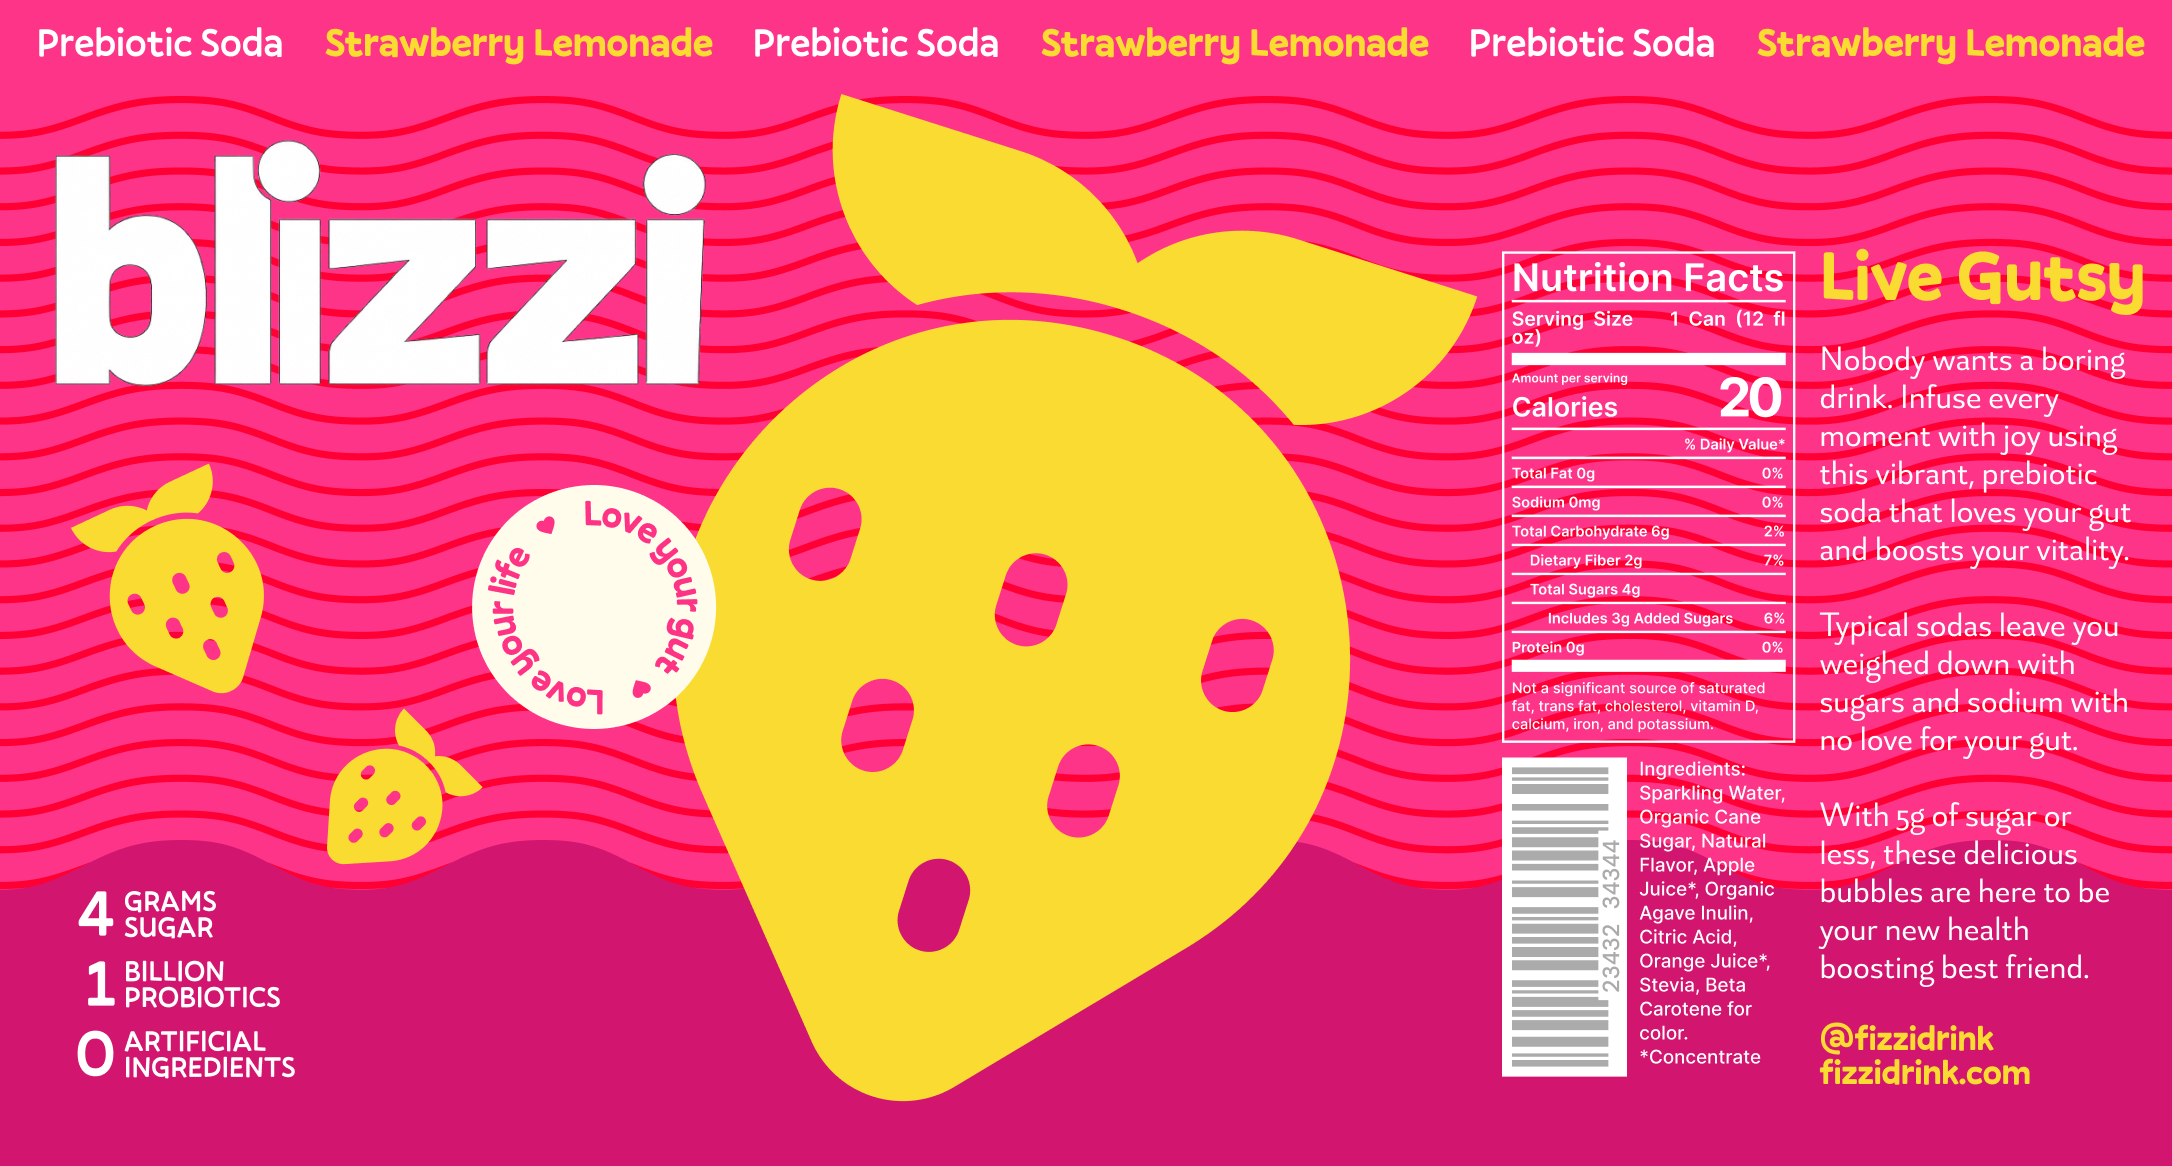 Prebiotic Soda Strawberry Lemonade Prebiotic Soda Strawberry Lemonade Prebiotic Soda Strawberry Lemonade
blizzi
Love your gut
Love your life
4 GRAMS
SUGAR
1 BILLION
PROBIOTICS
0 ARTIFICIAL
INGREDIENTS
Nutrition Facts
Serving Size 1 Can (12 fl
oz)
Amount per serving
Calories 20
% Daily Value*
Total Fat 0g 0%
Sodium 0mg 0%
Total Carbohydrate 6g 2%
Dietary Fiber 2g 7%
Total Sugars 4g
Includes 3g Added Sugars 6%
Protein 0g 0%
Not a significant source of saturated
fat, trans fat, cholesterol, vitamin D,
calcium, iron, and potassium.
23432 34344
Ingredients:
Sparkling Water,
Organic Cane
Sugar, Natural
Flavor, Apple
Juice*, Organic
Agave Inulin,
Citric Acid,
Orange Juice*,
Stevia, Beta
Carotene for
color.
*Concentrate
Live Gutsy
Nobody wants a boring
drink. Infuse every
moment with joy using
this vibrant, prebiotic
soda that loves your gut
and boosts your vitality.
Typical sodas leave you
weighed down with
sugars and sodium with
no love for your gut.
With 5g of sugar or
less, these delicious
bubbles are here to be
your new health
boosting best friend.
@fizzidrink
fizzidrink.com